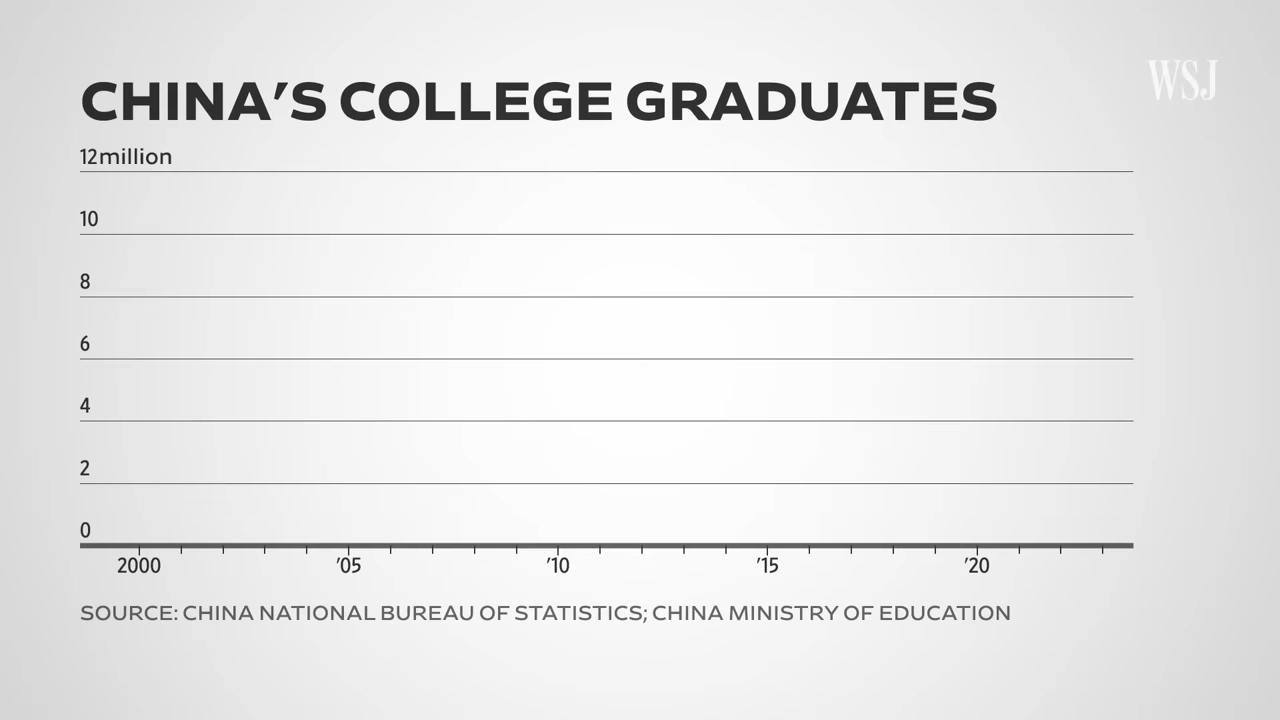 WSJ
CHINA’S COLLEGE GRADUATES
12million
10
8
6
4
2
0
2000 ’05 ’10 ’15 ’20
SOURCE: CHINA NATIONAL BUREAU OF STATISTICS; CHINA MINISTRY OF EDUCATION